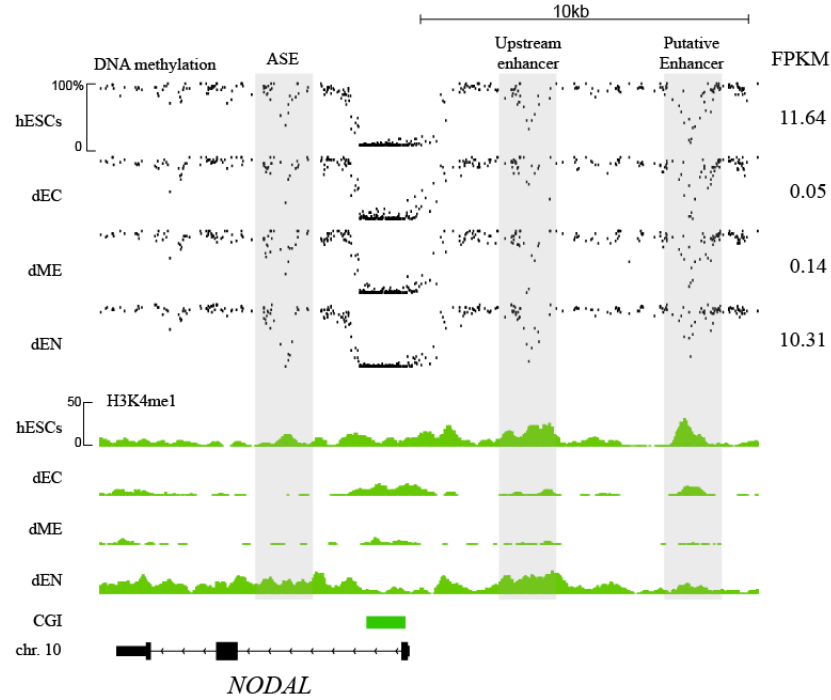 10kb
DNA methylation
ASE
Upstream
enhancer
Putative
Enhancer
FPKM
100%
0
hESCs
11.64
dEC
0.05
dME
0.14
dEN
10.31
H3K4me1
50
0
hESCs
dEC
dME
dEN
CGI
chr. 10
NODAL